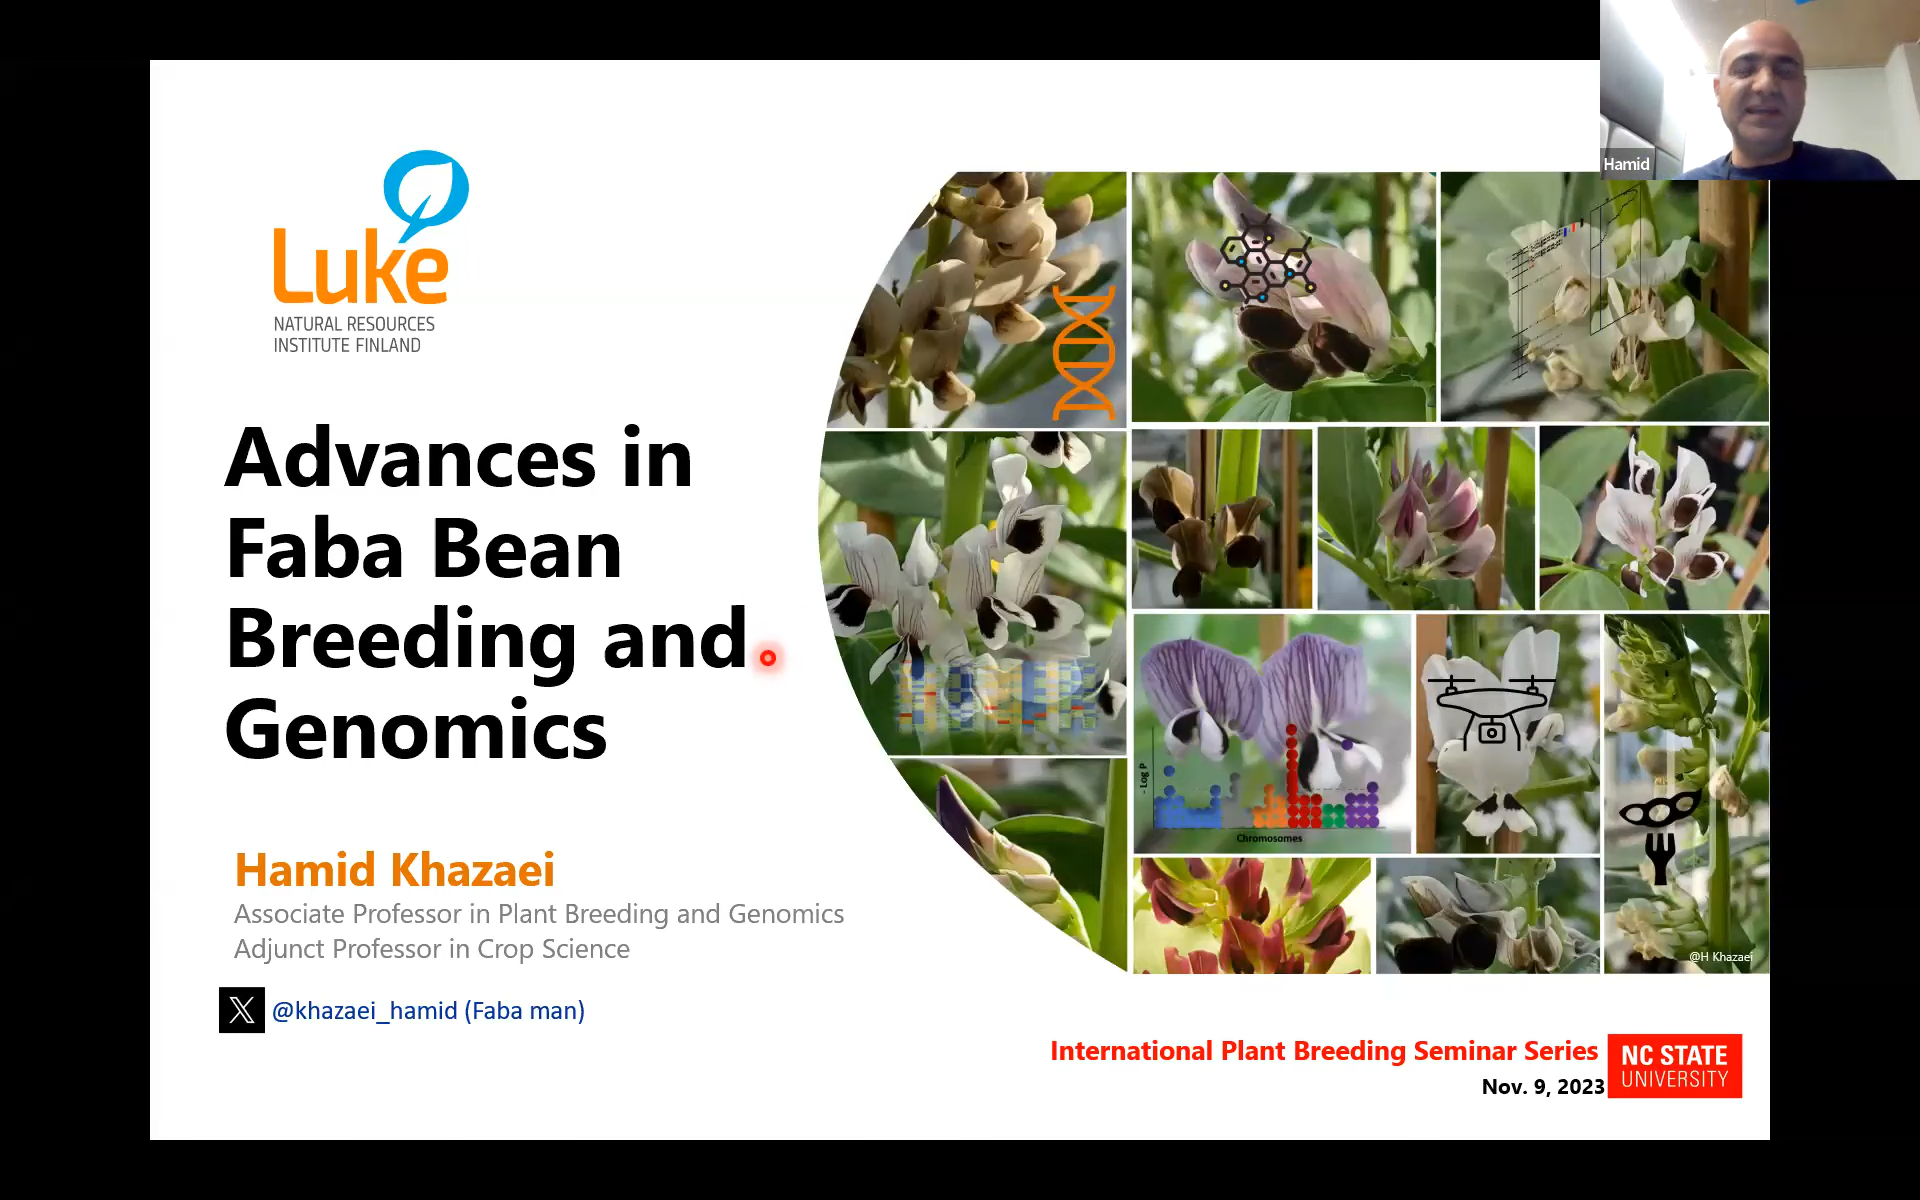 Hamid
Luke
NATURAL RESOURCES
INSTITUTE FINLAND
Advances in
Faba Bean
Breeding and
Genomics
Hamid Khazaei
Associate Professor in Plant Breeding and Genomics
Adjunct Professor in Crop Science
@khazaei_hamid (Faba man)
- Log P
Chromosomes
@H Khazaei
International Plant Breeding Seminar Series
Nov. 9, 2023
NC STATE
UNIVERSITY